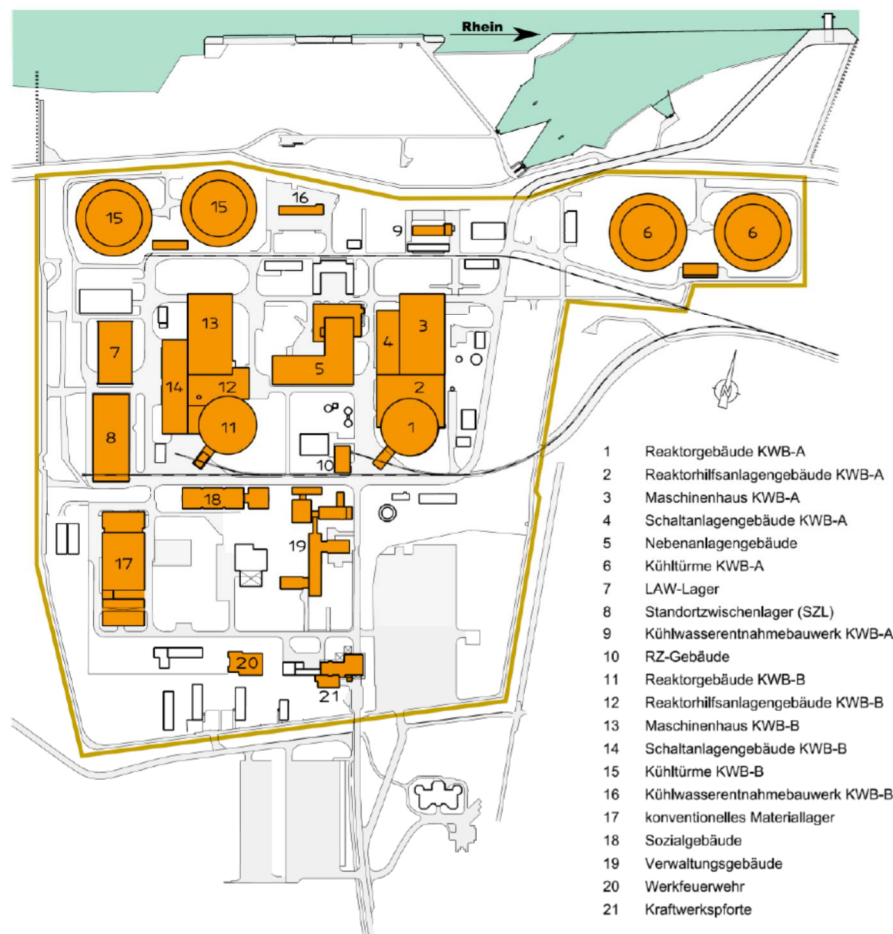 Rhein
15
15
16
9
6
6
13
3
4
7
5
14
12
2
8
11
1
10
18
17
19
20
21
1 Reaktorgebäude KWB-A
2 Reaktorhilfsanlagengebäude KWB-A
3 Maschinenhaus KWB-A
4 Schaltanlagengebäude KWB-A
5 Nebenanlagengebäude
6 Kühltürme KWB-A
7 LAW-Lager
8 Standortzwischenlager (SZL)
9 Kühlwasserentnahmebauwerk KWB-A
10 RZ-Gebäude
11 Reaktorgebäude KWB-B
12 Reaktorhilfsanlagengebäude KWB-B
13 Maschinenhaus KWB-B
14 Schaltanlagengebäude KWB-B
15 Kühltürme KWB-B
16 Kühlwasserentnahmebauwerk KWB-B
17 konventionelles Materiallager
18 Sozialgebäude
19 Verwaltungsgebäude
20 Werkfeuerwehr
21 Kraftwerkspforte